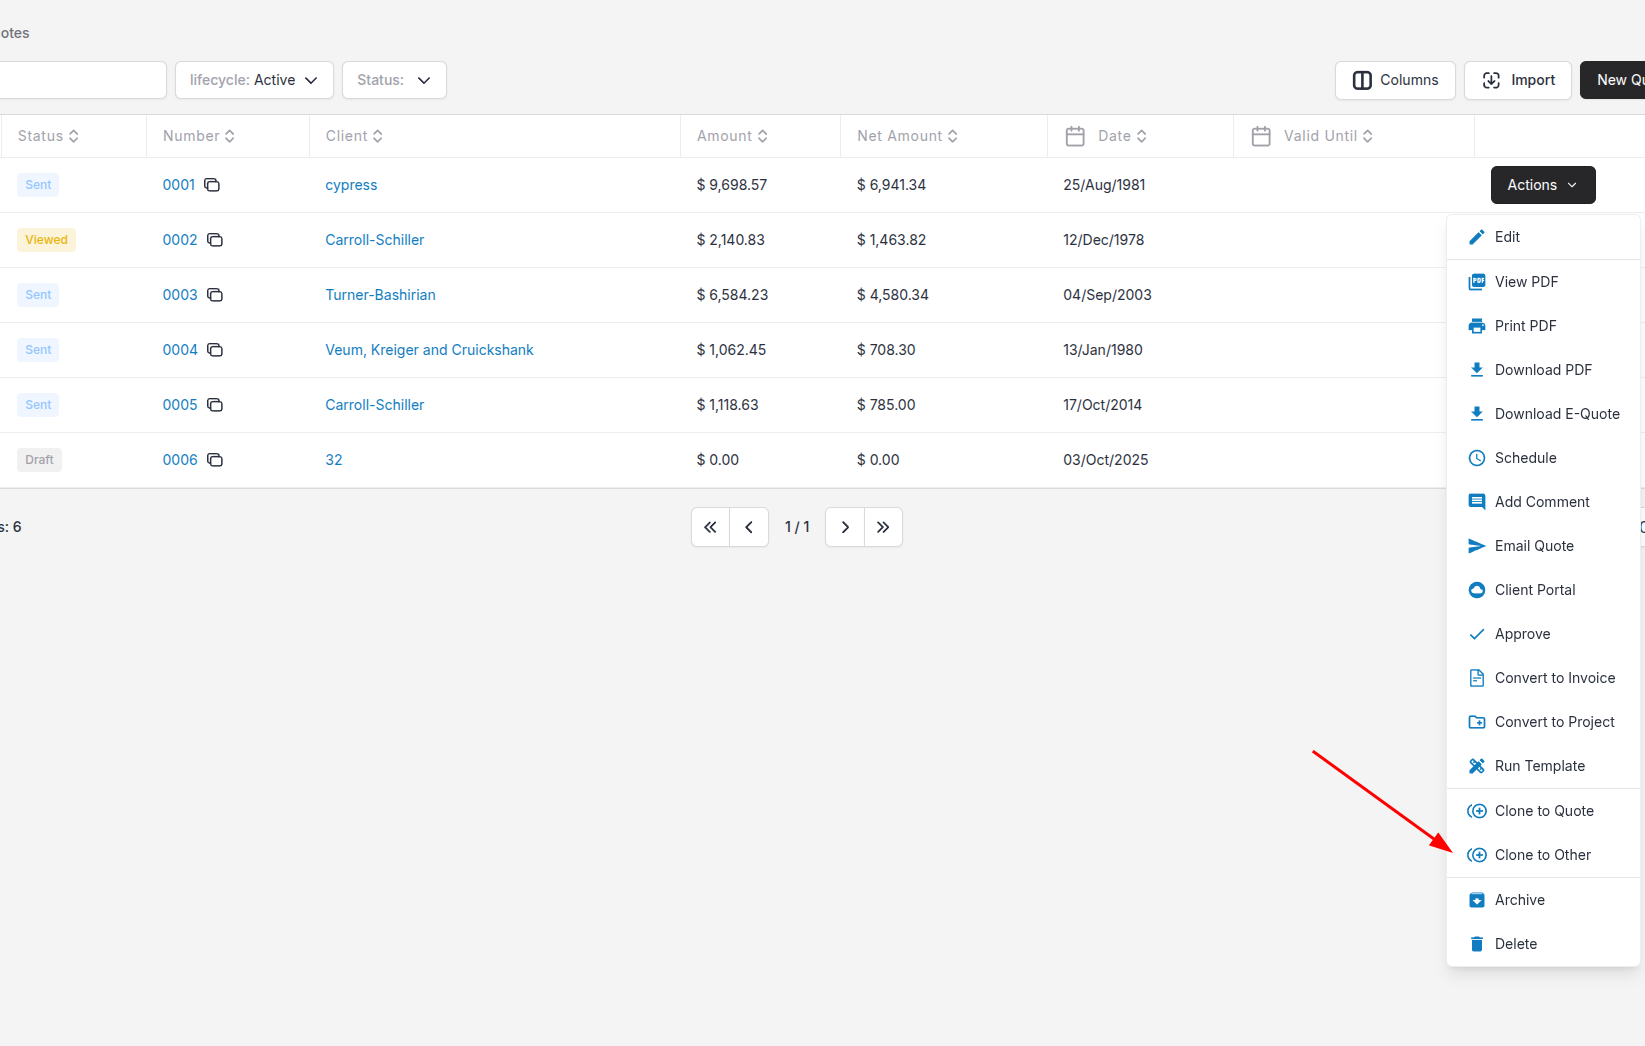 otes
lifecycle: Active
Status:
Columns
Import
New Qu
Status Number Client Amount Net Amount Date Valid Until
Sent 0001 cypress $ 9,698.57 $ 6,941.34 25/Aug/1981 Actions
Viewed 0002 Carroll-Schiller $ 2,140.83 $ 1,463.82 12/Dec/1978
Sent 0003 Turner-Bashirian $ 6,584.23 $ 4,580.34 04/Sep/2003
Sent 0004 Veum, Kreiger and Cruickshank $ 1,062.45 $ 708.30 13/Jan/1980
Sent 0005 Carroll-Schiller $ 1,118.63 $ 785.00 17/Oct/2014
Draft 0006 32 $ 0.00 $ 0.00 03/Oct/2025
s: 6
1 / 1
Edit
View PDF
Print PDF
Download PDF
Download E-Quote
Schedule
Add Comment
Email Quote
Client Portal
Approve
Convert to Invoice
Convert to Project
Run Template
Clone to Quote
Clone to Other
Archive
Delete